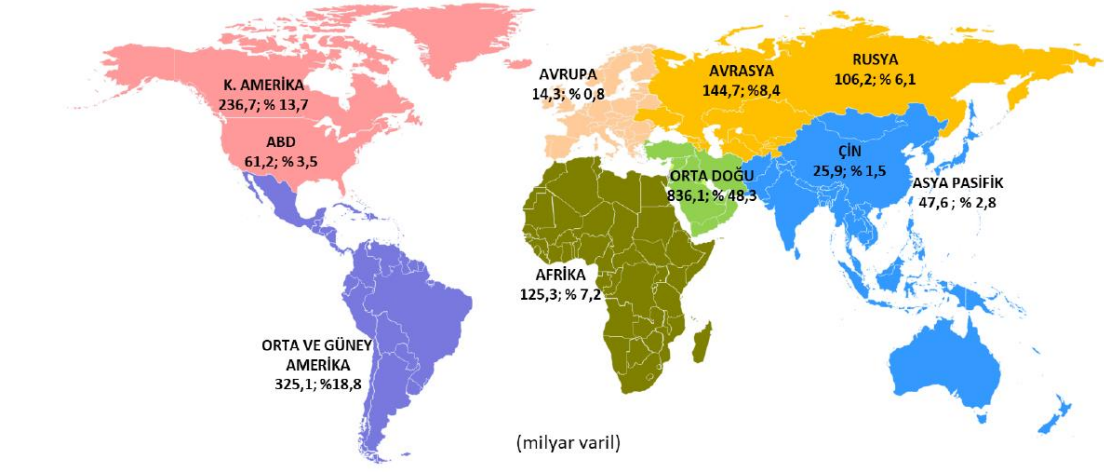 K. AMERİKA
236,7; % 13,7
ABD
61,2; % 3,5
ORTA VE GÜNEY
AMERİKA
325,1; %18,8
AVRUPA
14,3; % 0,8
AVRASYA
144,7; %8,4
RUSYA
106,2; % 6,1
ORTA DOĞU
836,1; % 48,3
ÇİN
25,9; % 1,5
ASYA PASİFİK
47,6 ; % 2,8
AFRİKA
125,3; % 7,2
(milyar varil)